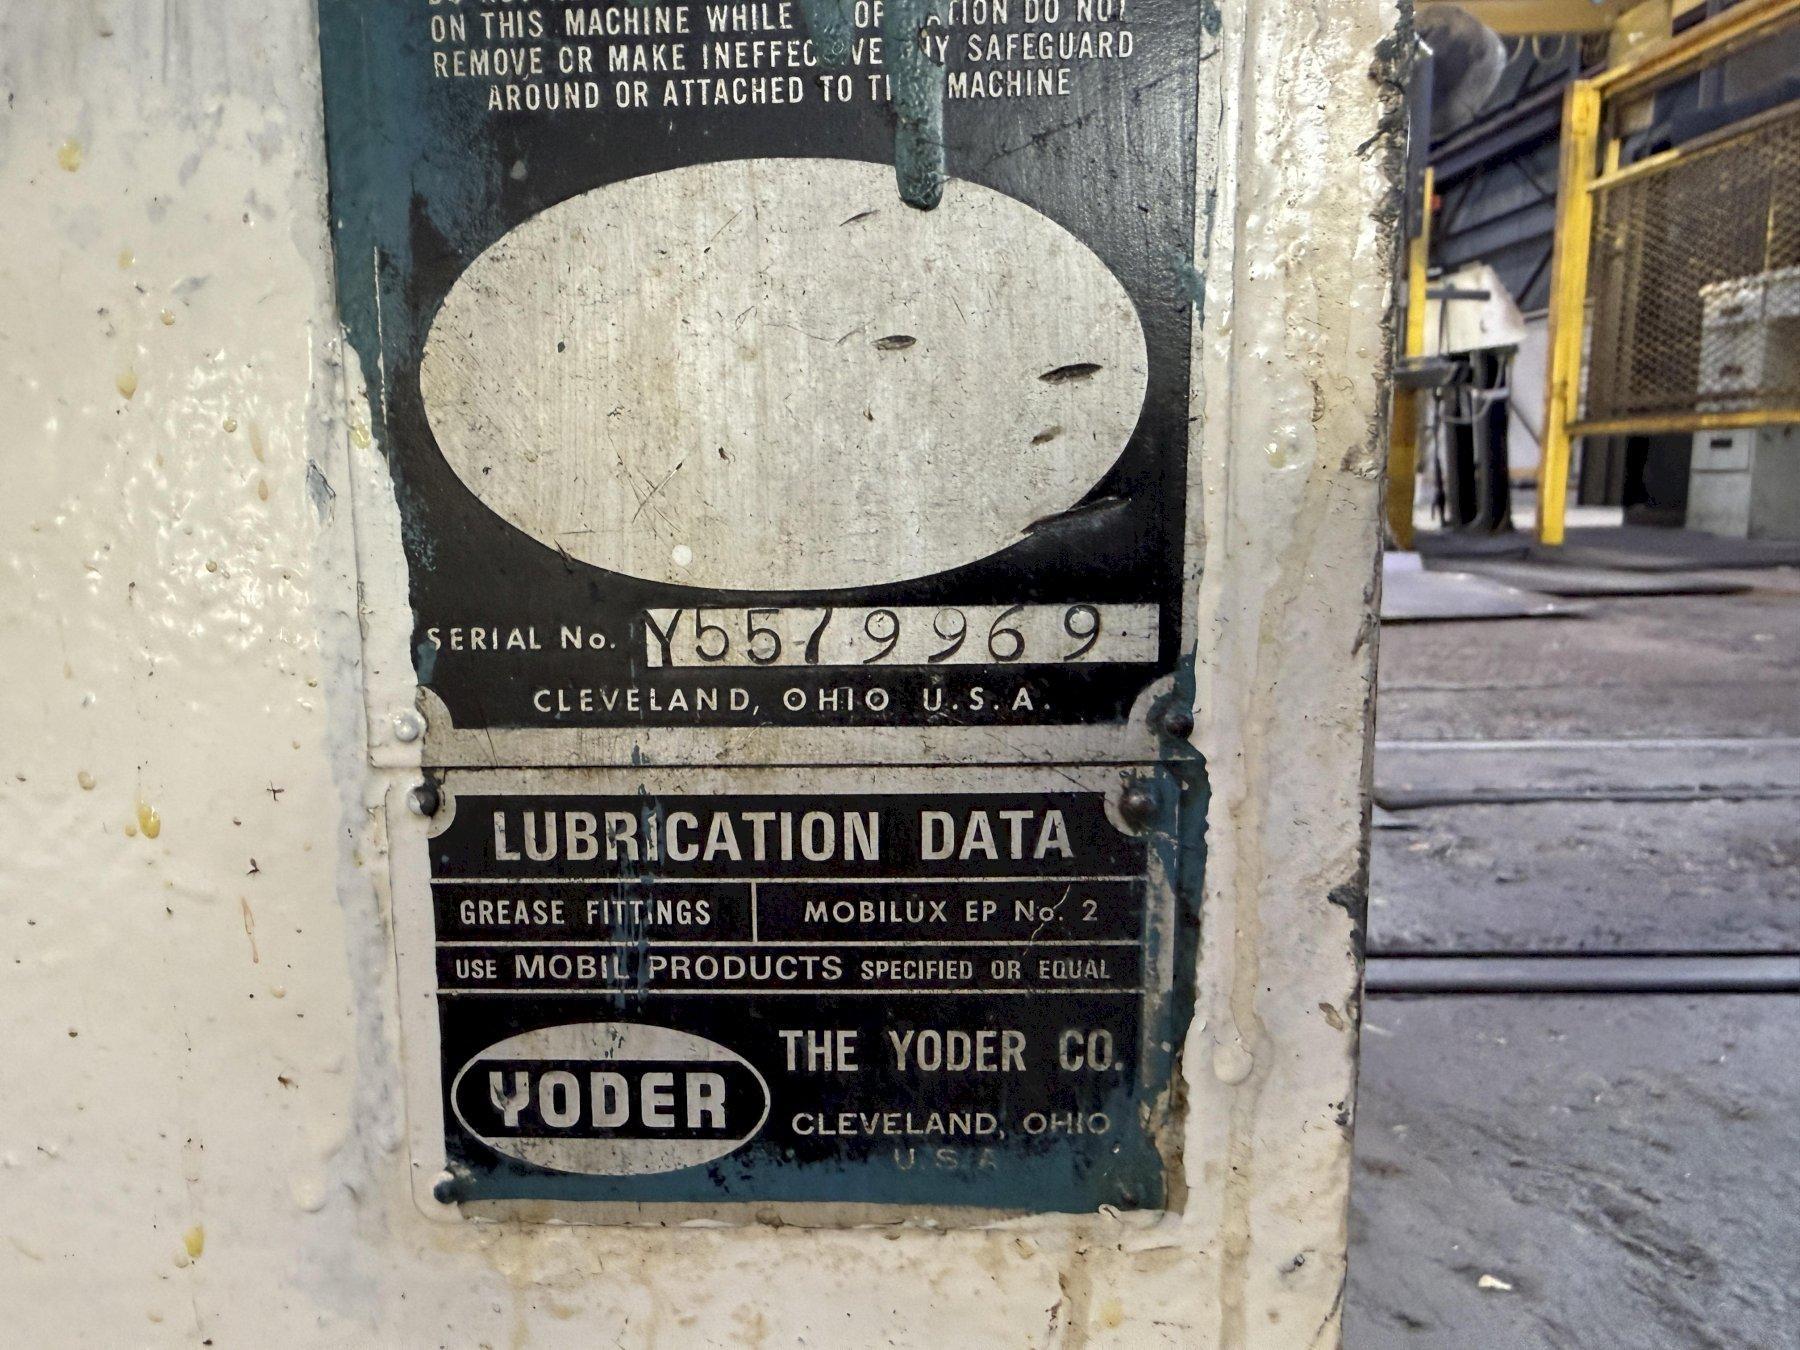 ON THIS MACHINE WHILE DO NOT
REMOVE OR MAKE SAFEGUARD
AROUND OR ATTACHED TO MACHINE
SERIAL No. Y5579969
CLEVELAND, OHIO U.S.A.
LUBRICATION DATA
GREASE FITTINGS MOBILUX EP No. 2
USE MOBIL PRODUCTS SPECIFIED OR EQUAL
YODER THE YODER CO.
CLEVELAND, OHIO
U.S.A